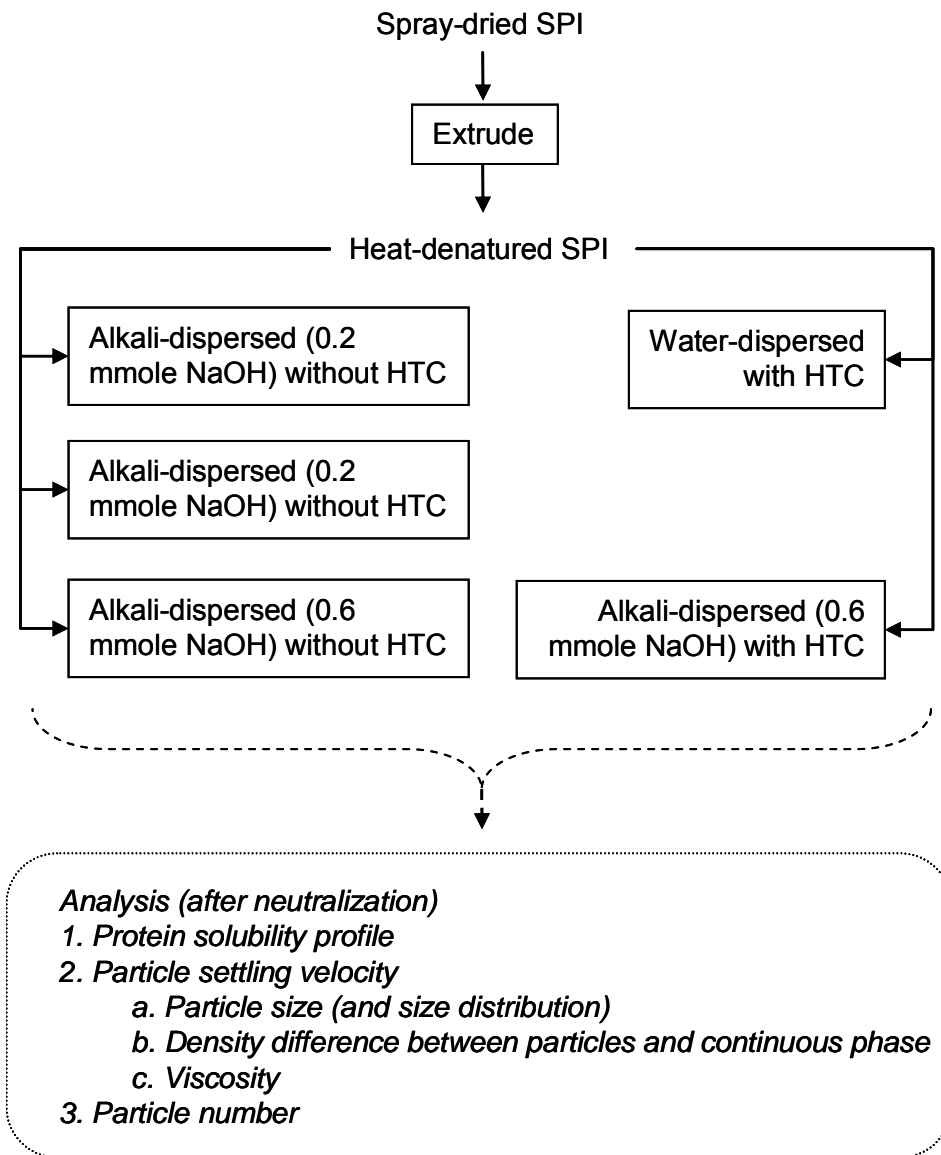 Spray-dried SPI
Extrude
Heat-denatured SPI
Alkali-dispersed (0.2
mmole NaOH) without HTC
Water-dispersed
with HTC
Alkali-dispersed (0.2
mmole NaOH) without HTC
Alkali-dispersed (0.6
mmole NaOH) without HTC
Alkali-dispersed (0.6
mmole NaOH) with HTC
Analysis (after neutralization)
1. Protein solubility profile
2. Particle settling velocity
a. Particle size (and size distribution)
b. Density difference between particles and continuous phase
c. Viscosity
3. Particle number